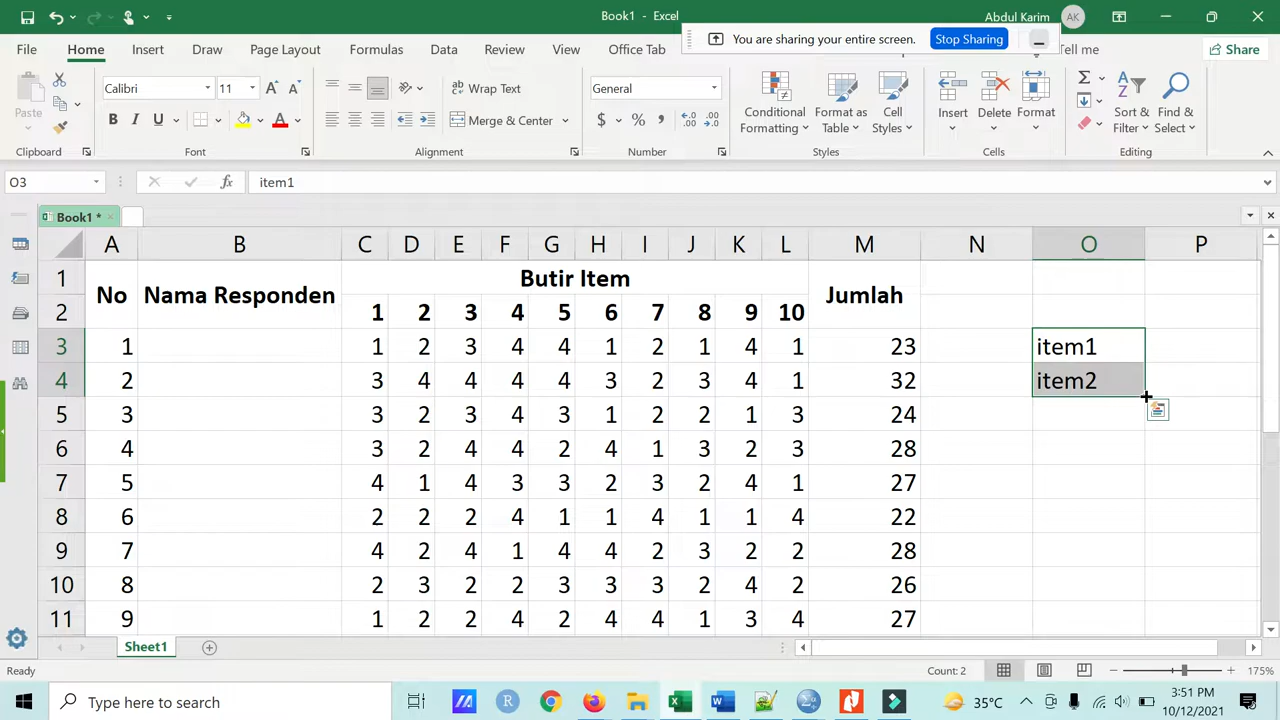 Book1 - Excel
Abdul Karim AK
You are sharing your entire screen. Stop Sharing
File Home Insert Draw Page Layout Formulas Data Review View Office Tab Tell me Share
Paste Calibri 11 Wrap Text General Conditional Formatting Format as Table Cell Styles Insert Delete Format Sort & Filter Find & Select
B I U A Merge & Center $ %
Clipboard Font Alignment Number Styles Cells Editing
O3 fx item1
Book1 *
A B C D E F G H I J K L M N O P
1 No Nama Responden Butir Item Jumlah
2 1 2 3 4 5 6 7 8 9 10
3 1 1 2 3 4 4 1 2 1 4 1 23 item1
4 2 3 4 4 4 4 3 2 3 4 1 32 item2
5 3 3 2 3 4 3 1 2 2 1 3 24
6 4 3 2 4 4 2 4 1 3 2 3 28
7 5 4 1 4 3 3 2 3 2 4 1 27
8 6 2 2 2 4 1 1 4 1 1 4 22
9 7 4 2 4 1 4 4 2 3 2 2 28
10 8 2 3 2 2 3 3 3 2 4 2 26
11 9 1 2 2 4 2 4 4 1 3 4 27
Sheet1
Ready Count: 2 175%
Type here to search 35°C 3:51 PM
10/12/2021